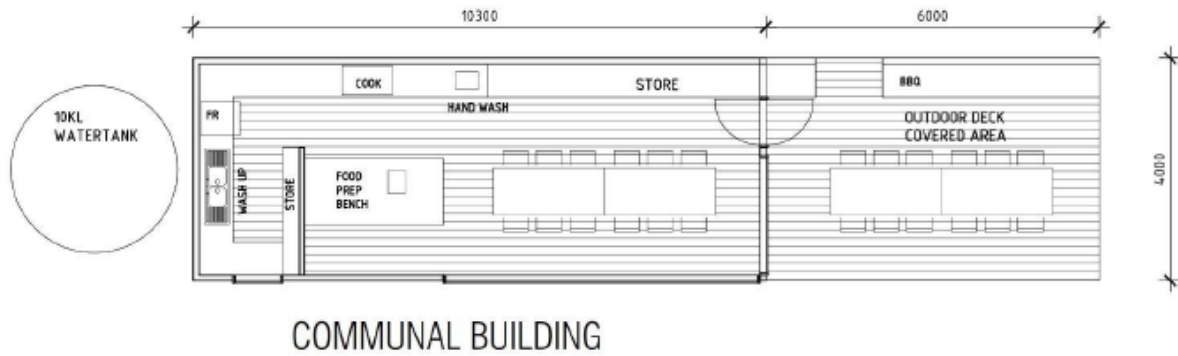 10300
6000
COOK
STORE
BBQ
HAND WASH
10KL
WATERTANK
FR
OUTDOOR DECK
COVERED AREA
4000
WASH UP
STORE
FOOD
PREP
BENCH
COMMUNAL BUILDING